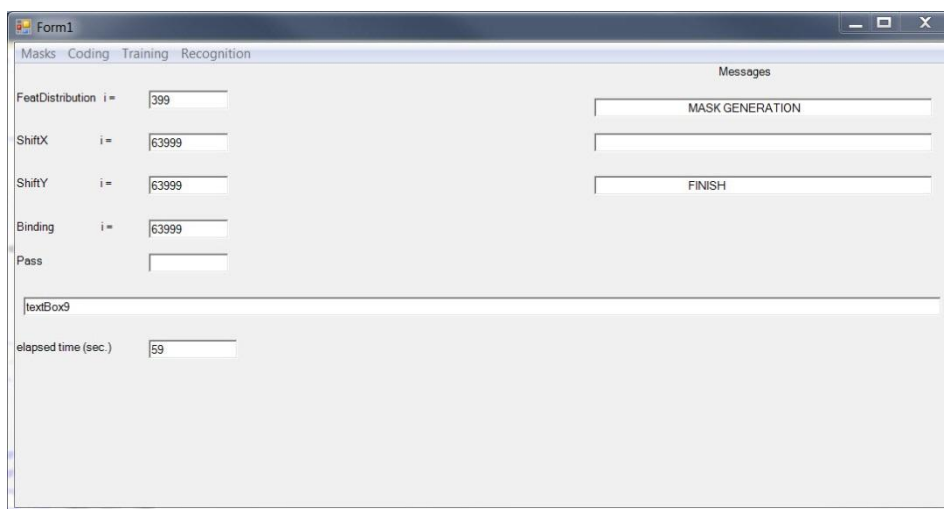 Form1
Masks Coding Training Recognition
Messages
FeatDistribution i = 399
MASK GENERATION
ShiftX i = 63999
ShiftY i = 63999
FINISH
Binding i = 63999
Pass
textBox9
elapsed time (sec.) 59